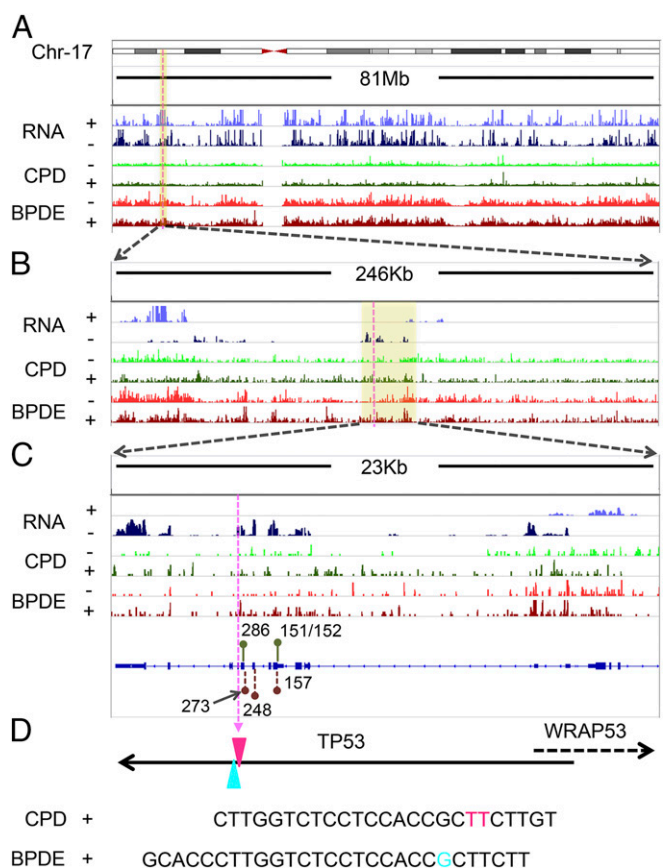 A
Chr-17
81Mb
RNA + -
CPD - +
BPDE - +
B
246Kb
RNA + -
CPD - +
BPDE - +
C
23Kb
RNA + -
CPD - +
BPDE - +
286 151/152
273 248 157
D
TP53 WRAP53
CPD + CTTGGTCTCCTCCACCGCTTCTTGT
BPDE + GCACCCTTGGTCTCCTCCACCGCTTCTT